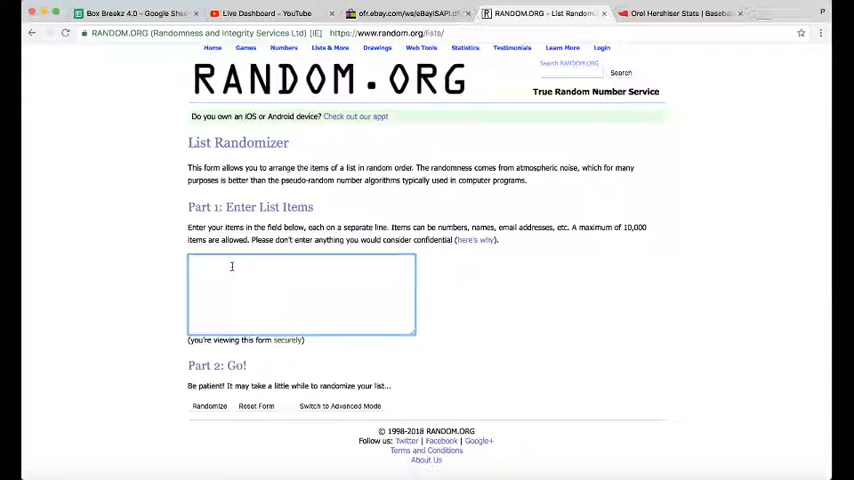 Box Breakz 4.0 - Google Shee
Live Dashboard - YouTube
ofr.ebay.com/ws/eBayISAPI.dll
RANDOM.ORG - List Random
Orel Hershiser Stats | Baseba
RANDOM.ORG (Randomness and Integrity Services Ltd) [IE] https://www.random.org/lists/
Home Games Numbers Lists & More Drawings Web Tools Statistics Testimonials Learn More Login
RANDOM.ORG
Search RANDOM.ORG
Search
True Random Number Service
Do you own an iOS or Android device? Check out our app!
List Randomizer
This form allows you to arrange the items of a list in random order. The randomness comes from atmospheric noise, which for many
purposes is better than the pseudo-random number algorithms typically used in computer programs.
Part 1: Enter List Items
Enter your items in the field below, each on a separate line. Items can be numbers, names, email addresses, etc. A maximum of 10,000
items are allowed. Please don't enter anything you would consider confidential (here's why).
(you're viewing this form securely)
Part 2: Go!
Be patient! It may take a little while to randomize your list...
Randomize Reset Form Switch to Advanced Mode
© 1998-2018 RANDOM.ORG
Follow us: Twitter | Facebook | Google+
Terms and Conditions
About Us